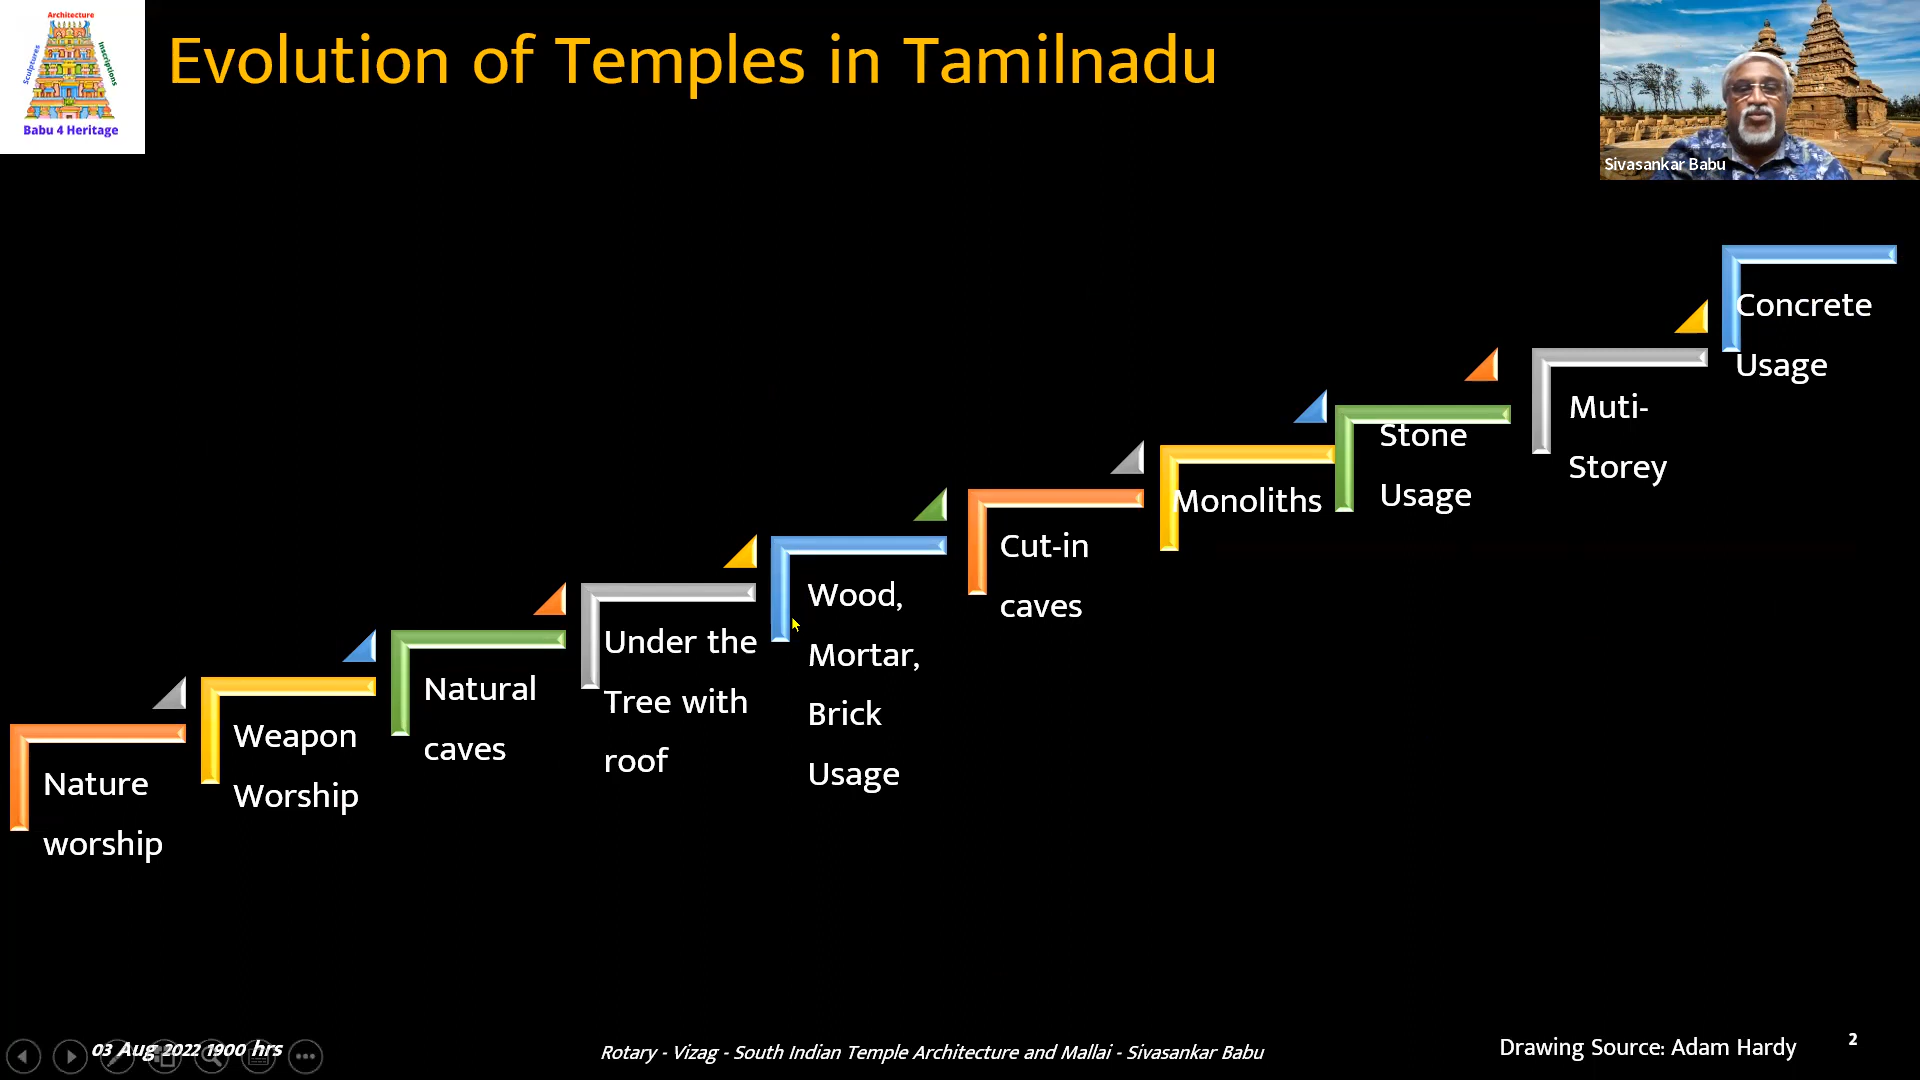 Architecture
Sculptures
Inscriptions
Babu 4 Heritage
Evolution of Temples in Tamilnadu
Sivasankar Babu
Nature
worship
Weapon
Worship
Natural
caves
Under the
Tree with
roof
Wood,
Mortar,
Brick
Usage
Cut-in
caves
Monoliths
Stone
Usage
Muti-
Storey
Concrete
Usage
03 Aug 2022 1900 hrs
Rotary - Vizag - South Indian Temple Architecture and Mallai - Sivasankar Babu
Drawing Source: Adam Hardy
2